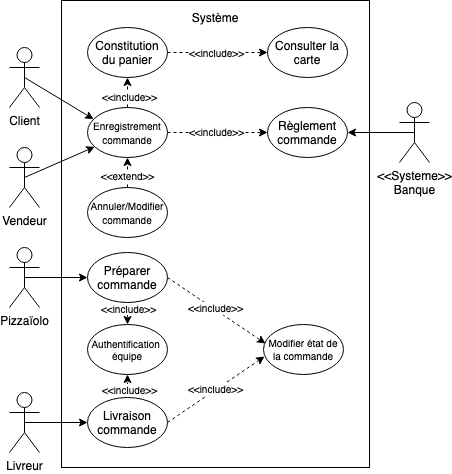 Système
Constitution
du panier
<<include>>
Consulter la
carte
<<include>>
Client
Enregistrement
commande
<<include>>
Règlement
commande
<<Systeme>>
Banque
<<extend>>
Vendeur
Annuler/Modifier
commande
Préparer
commande
Pizzaïolo
<<include>>
<<include>>
Authentification
équipe
Modifier état de
la commande
<<include>>
<<include>>
Livraison
commande
Livreur